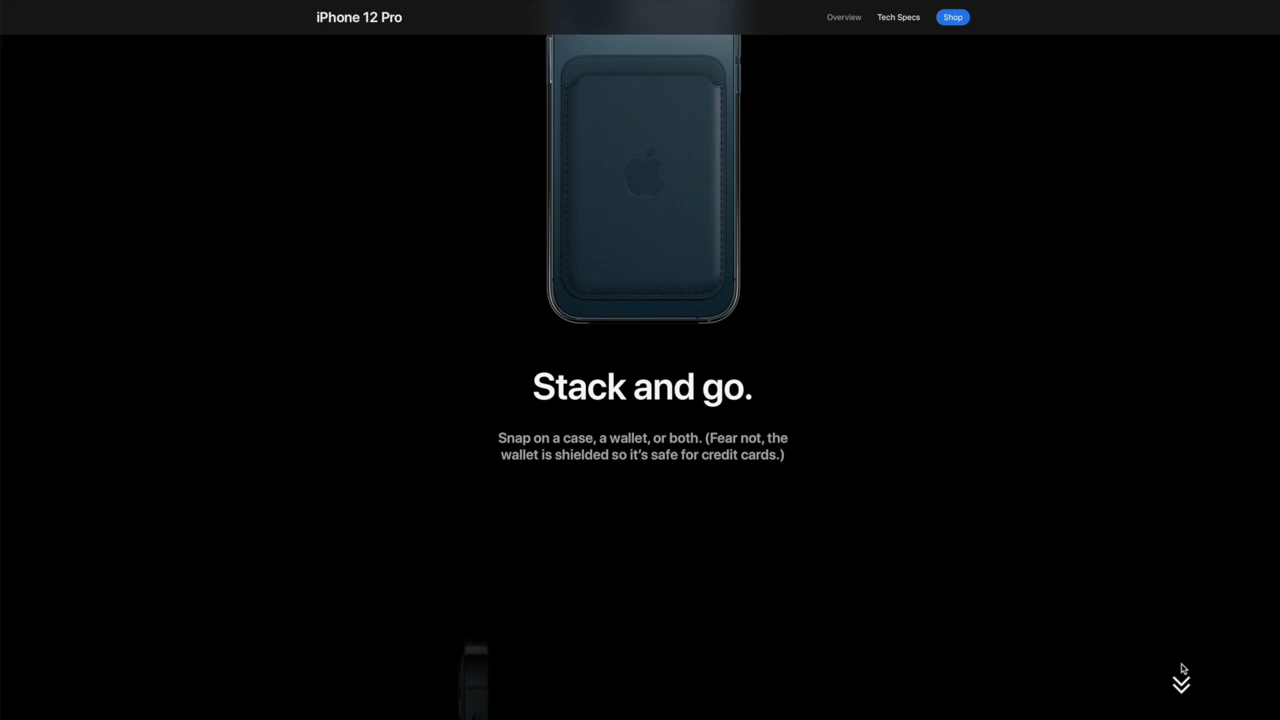 iPhone 12 Pro
Overview
Tech Specs
Shop
Stack and go.
Snap on a case, a wallet, or both. (Fear not, the
wallet is shielded so it’s safe for credit cards.)